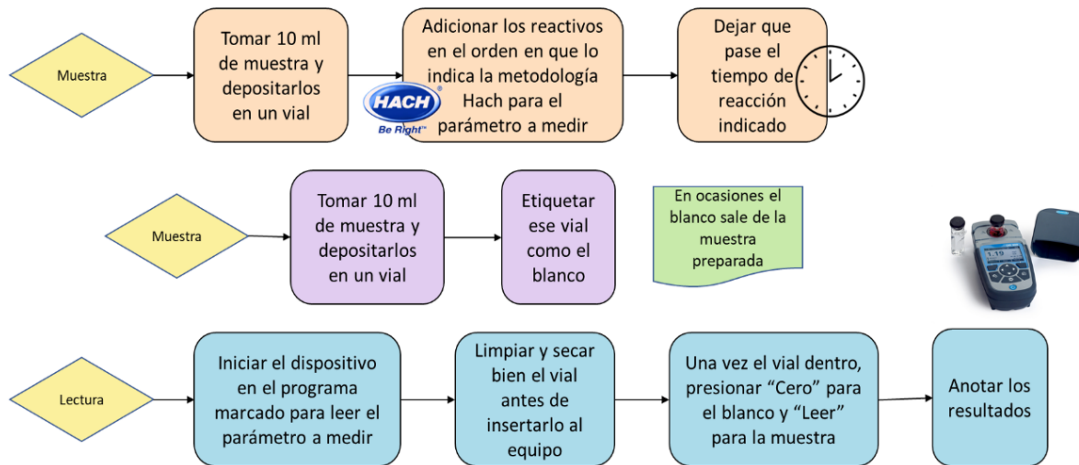 Muestra
Tomar 10 ml
de muestra y
depositarlos
en un vial
Adicionar los reactivos
en el orden en que lo
indica la metodología
Hach para el
parámetro a medir
HACH
®
Be Right™
Dejar que
pase el
tiempo de
reacción
indicado
Muestra
Tomar 10 ml
de muestra y
depositarlos
en un vial
Etiquetar
ese vial
como el
blanco
En ocasiones el
blanco sale de la
muestra
preparada
1.10
Lectura
Iniciar el dispositivo
en el programa
marcado para leer el
parámetro a medir
Limpiar y secar
bien el vial
antes de
insertarlo al
equipo
Una vez el vial dentro,
presionar “Cero” para
el blanco y “Leer”
para la muestra
Anotar los
resultados